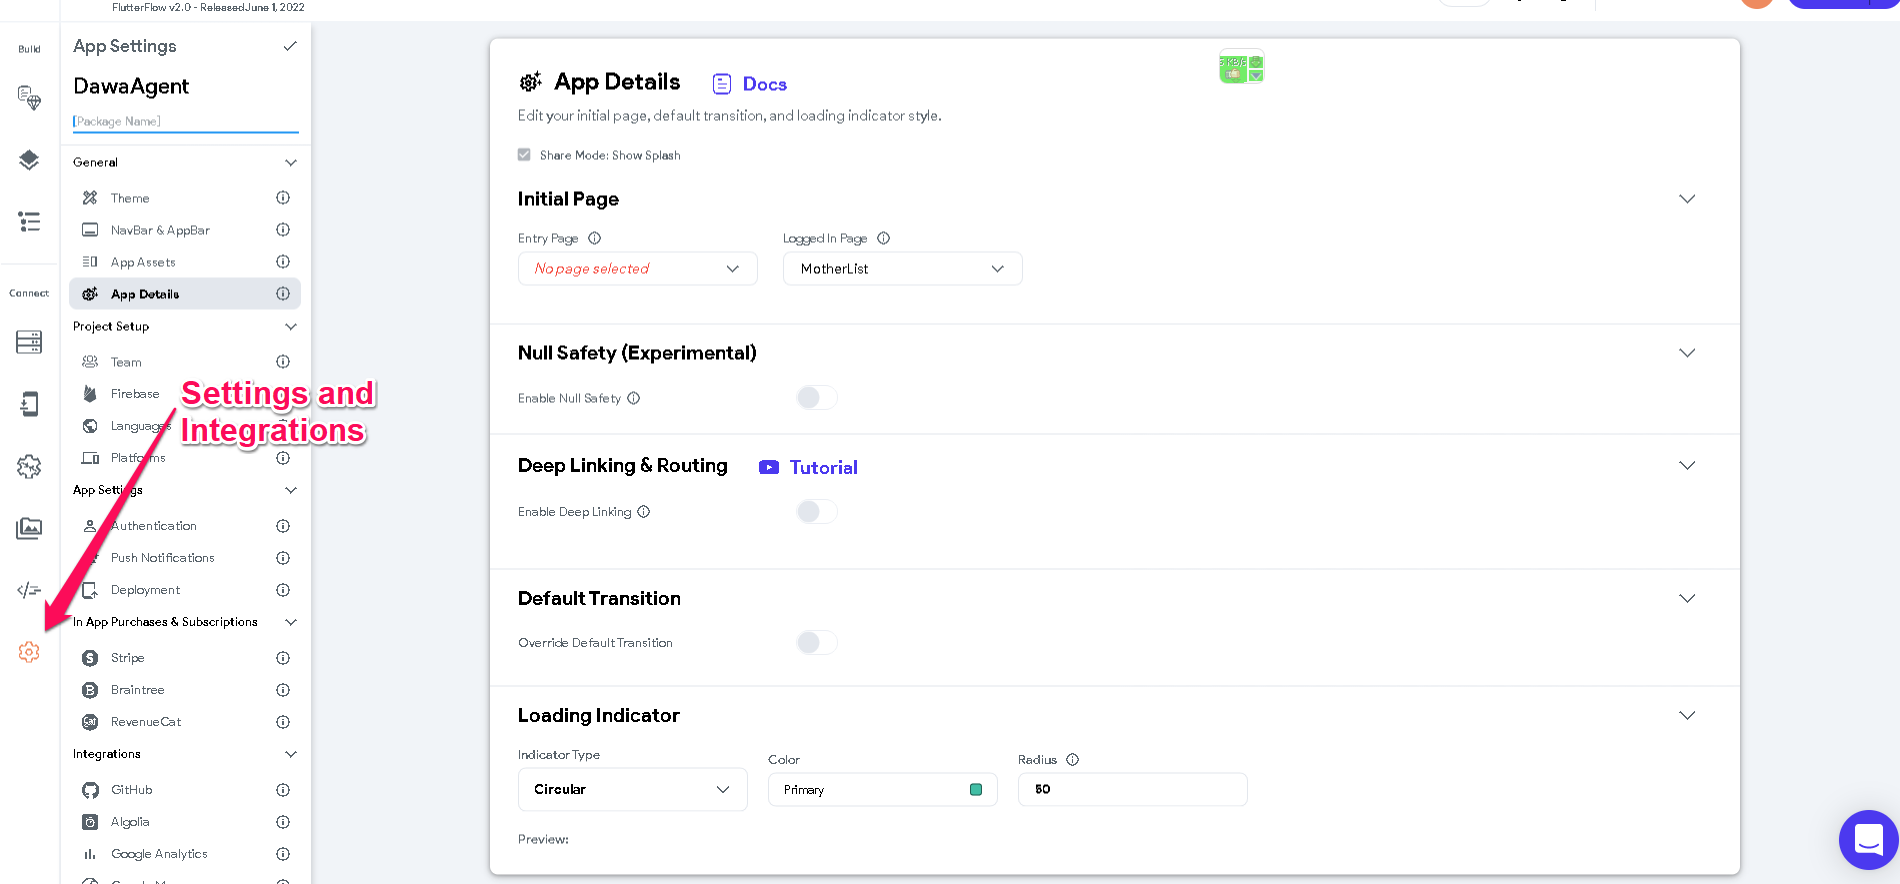 FlutterFlow v2.0 - Released June 1, 2022
Build
Connect
App Settings
DawaAgent
[Package Name]
General
Theme
NavBar & AppBar
App Assets
App Details
Project Setup
Team
Firebase
Languages
Platforms
App Settings
Authentication
Push Notifications
Deployment
In App Purchases & Subscriptions
Stripe
Braintree
RevenueCat
Integrations
GitHub
Algolia
Google Analytics
Settings and
Integrations
App Details
Docs
KB/s
Edit your initial page, default transition, and loading indicator style.
Share Mode: Show Splash
Initial Page
Entry Page
Logged In Page
No page selected
MotherList
Null Safety (Experimental)
Enable Null Safety
Deep Linking & Routing
Tutorial
Enable Deep Linking
Default Transition
Override Default Transition
Loading Indicator
Indicator Type
Color
Radius
Circular
Primary
50
Preview: